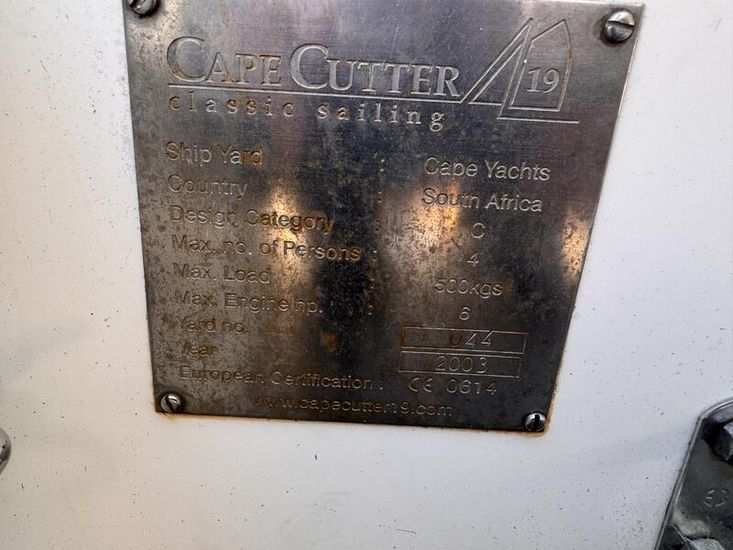 CAPE CUTTER 19
classic sailing
Ship Yard : Cape Yachts
Country : South Africa
Design Category : C
Max. no. of Persons : 4
Max. Load : 500kgs
Max. Engine hp. : 6
Yard no. 044
Year 2003
European Certification : CE 0614
www.capecutter19.com
63